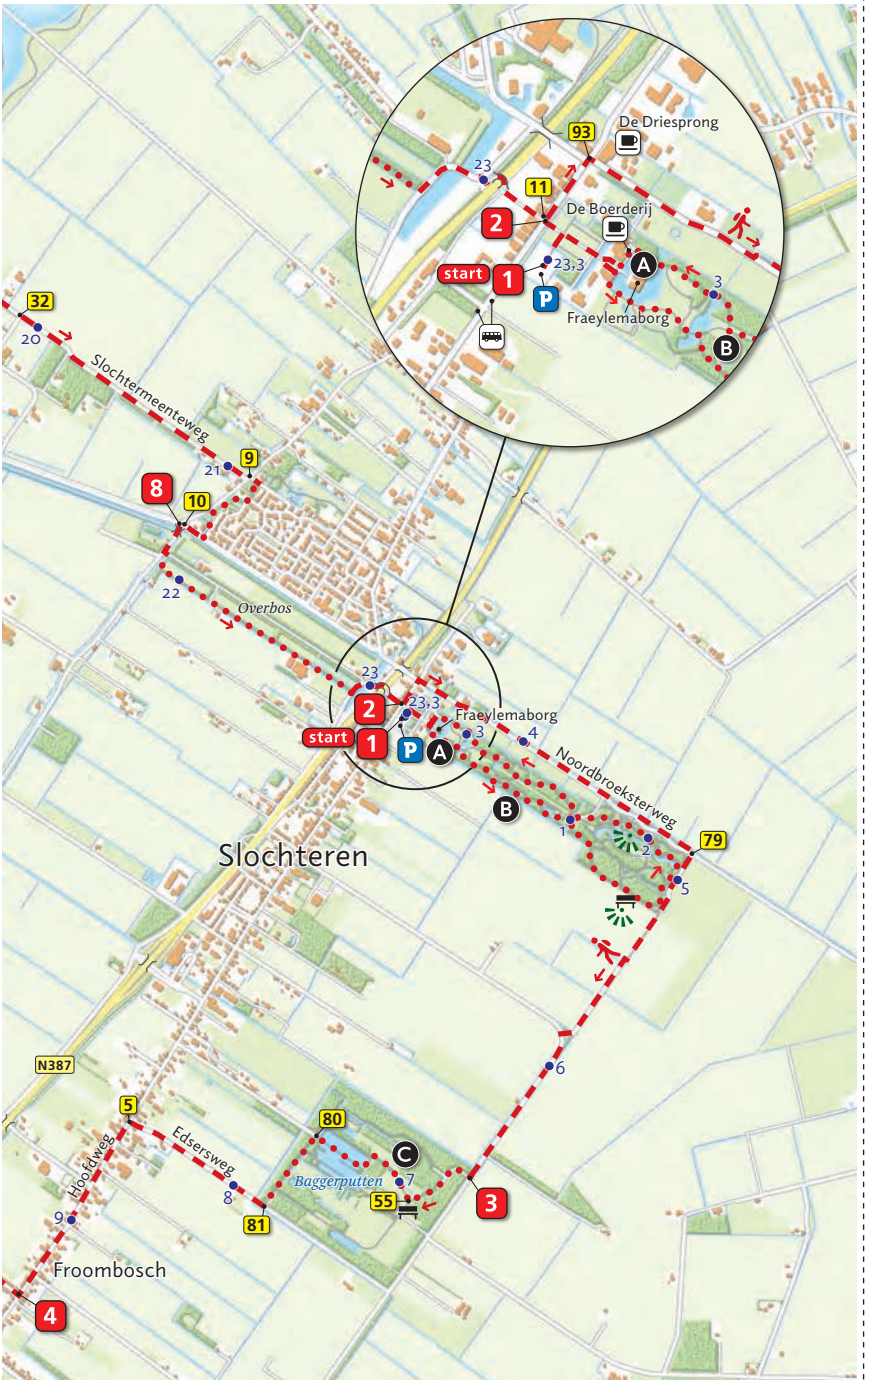 De Driesprong
93
23
11
De Boerderij
2
A
start
1
23,3
3
P
Fraeylemaborg
B
32
20
Slochtermeenteweg
9
21
8
10
22
Overbos
23
2
23,3
Fraeylemaborg
start
1
P
A
3
4
Noordbroeksterweg
B
1
2
79
5
Slochteren
6
N387
5
Edsersweg
80
C
Hoofdweg
Baggerputten
7
8
55
3
9
81
Froombosch
4